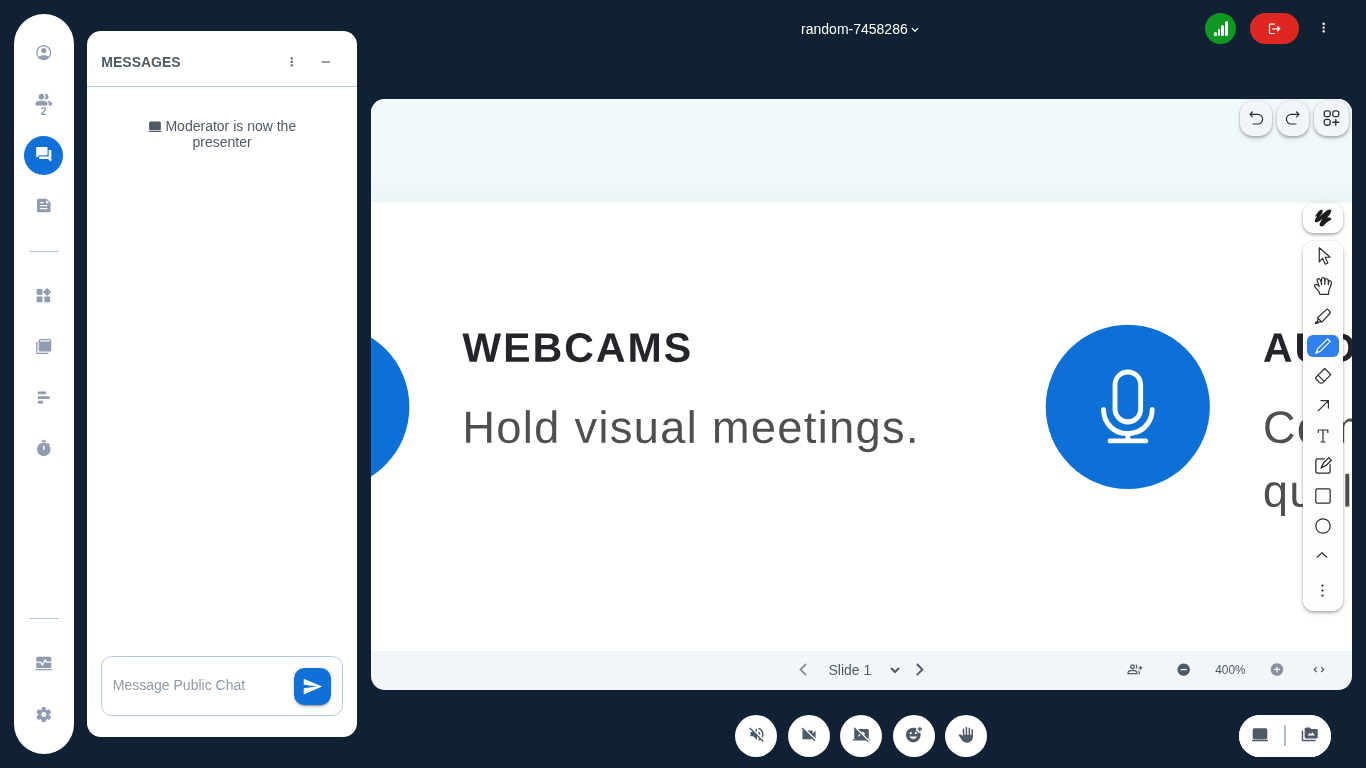 random-7458286
MESSAGES
2
Moderator is now the
presenter
WEBCAMS
Hold visual meetings.
Message Public Chat
Slide 1
400%